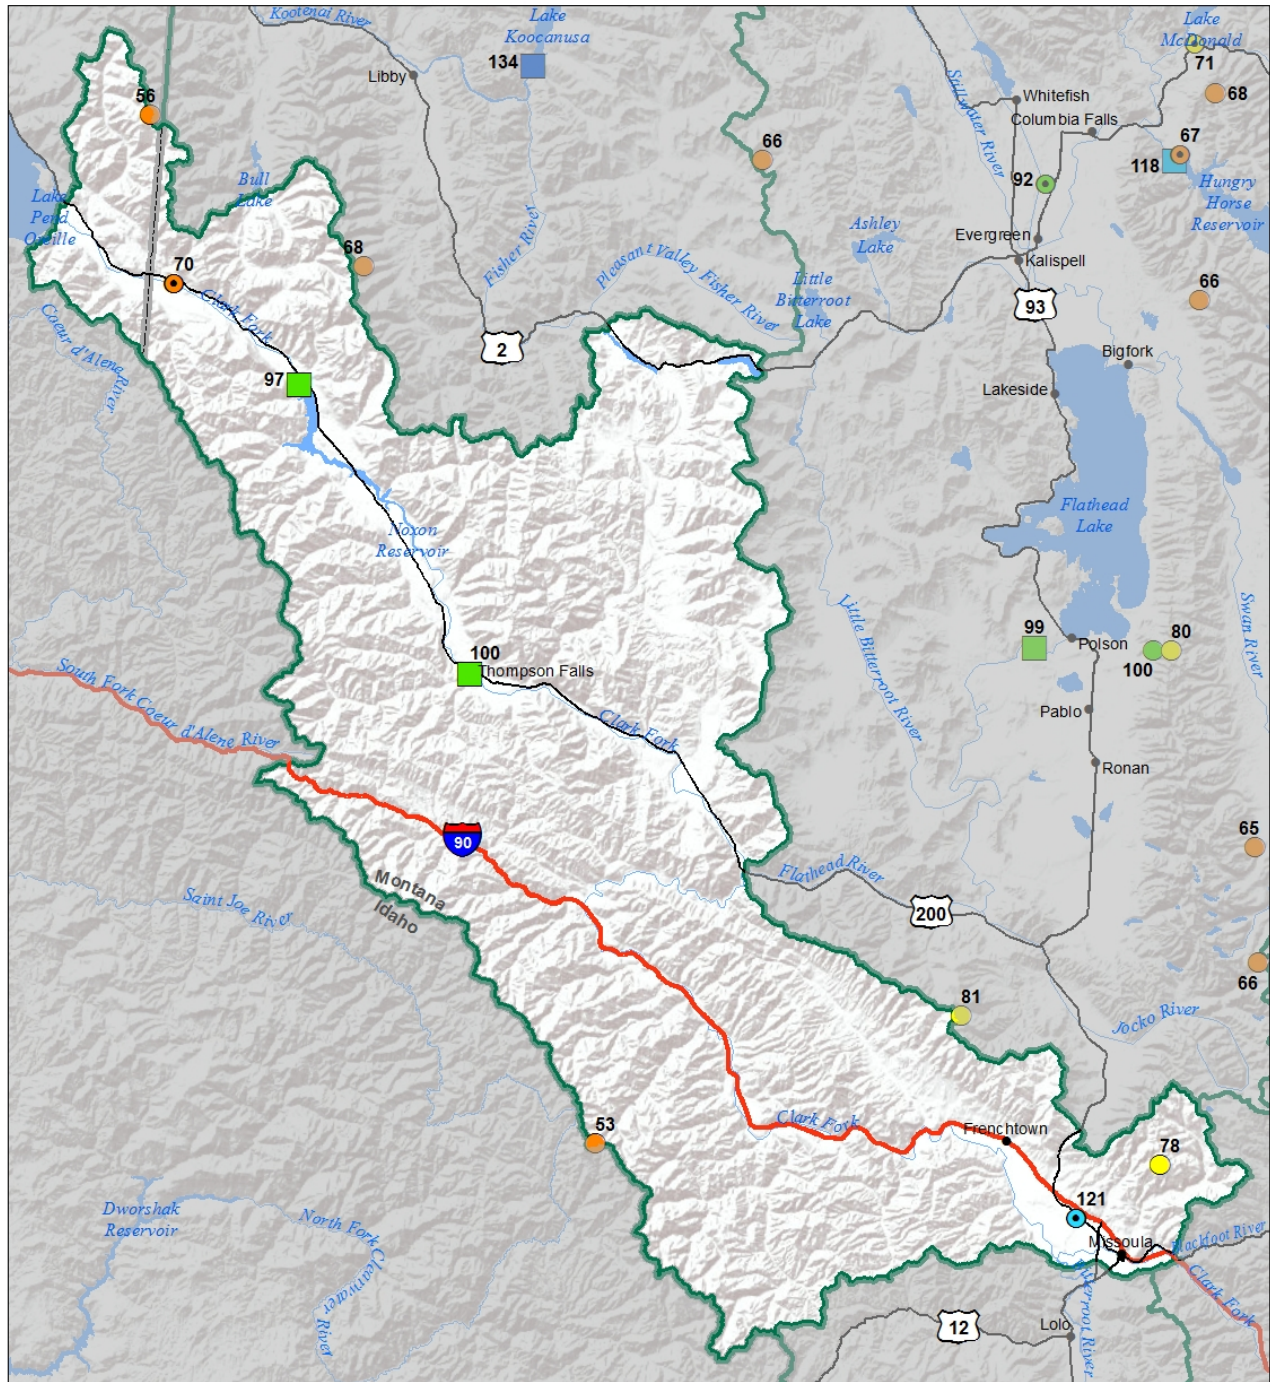 Kootenai River
Lake
Koocanusa
134
Libby
Lake
McDonald
71
68
Whitefish
Columbia Falls
Stillwater River
56
66
67
118
92
Hungry
Horse
Reservoir
Bull
Lake
Lake
Pend
Oreille
Ashley
Lake
Evergreen
Kalispell
68
70
Fisher River
Pleasant Valley Fisher River
Little
Bitterroot
Lake
93
66
Clark Fork
Coeur d'Alene River
2
Bigfork
97
Lakeside
Flathead
Lake
Noxon
Reservoir
Little Bitterroot River
Swan River
99
Polson
80
100
100
Thompson Falls
South Fork Coeur d'Alene River
Clark Fork
Pablo
Ronan
90
65
Montana
Idaho
Flathead River
Saint Joe River
200
66
81
Jocko River
53
Clark Fork
Frenchtown
78
Dworshak
Reservoir
North Fork Clearwater River
121
Missoula
Blackfoot River
Clark Fork
Bitterroot River
12
Lolo